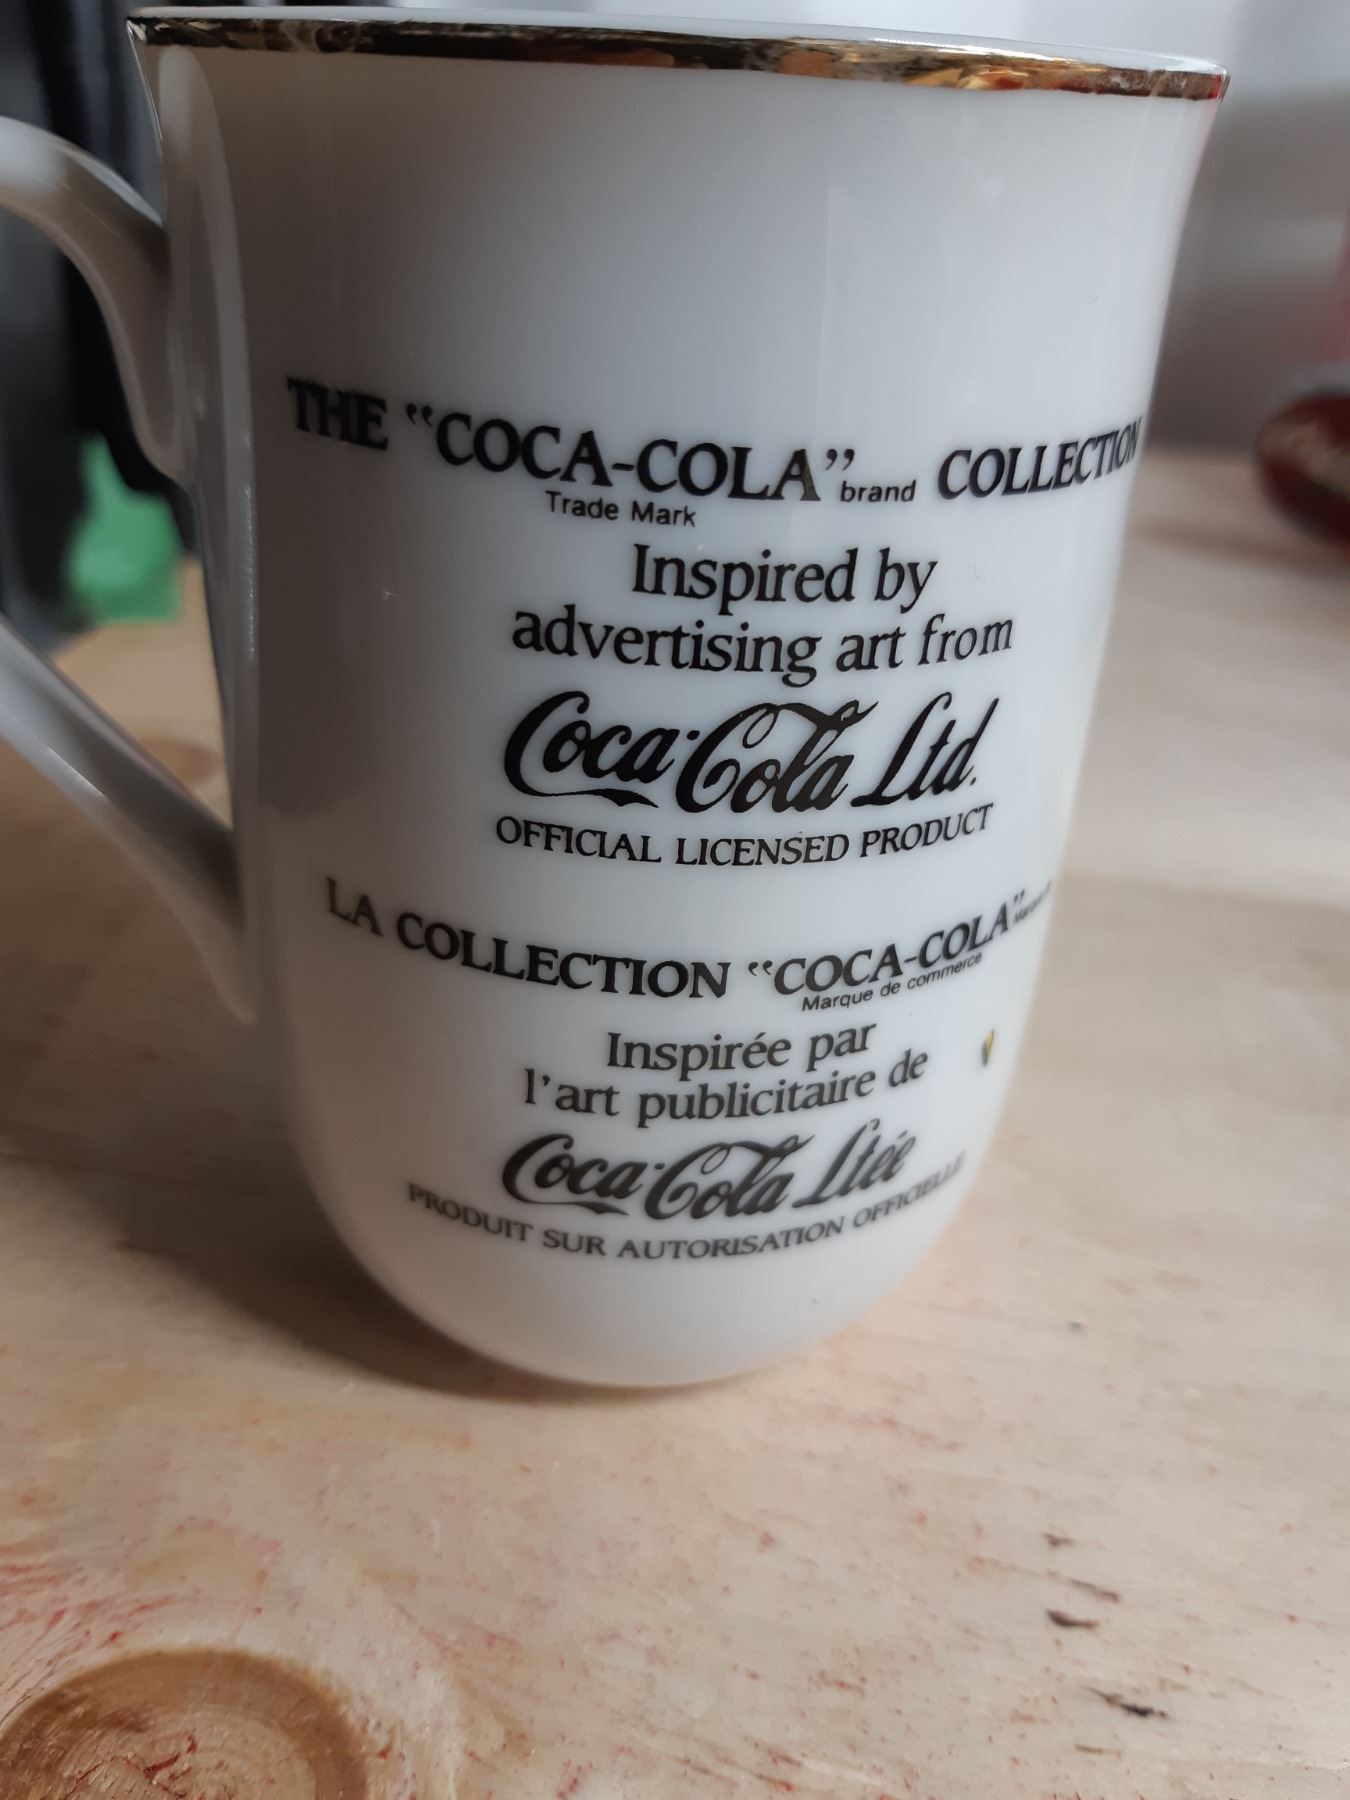 THE “COCA-COLA” brand COLLECTION
Trade Mark
Inspired by
advertising art from
Coca-Cola Ltd.
OFFICIAL LICENSED PRODUCT
LA COLLECTION “COCA-COLA”
Marque de commerce
Inspirée par
l’art publicitaire de
Coca-Cola Ltée
PRODUIT SUR AUTORISATION OFFICIELLE